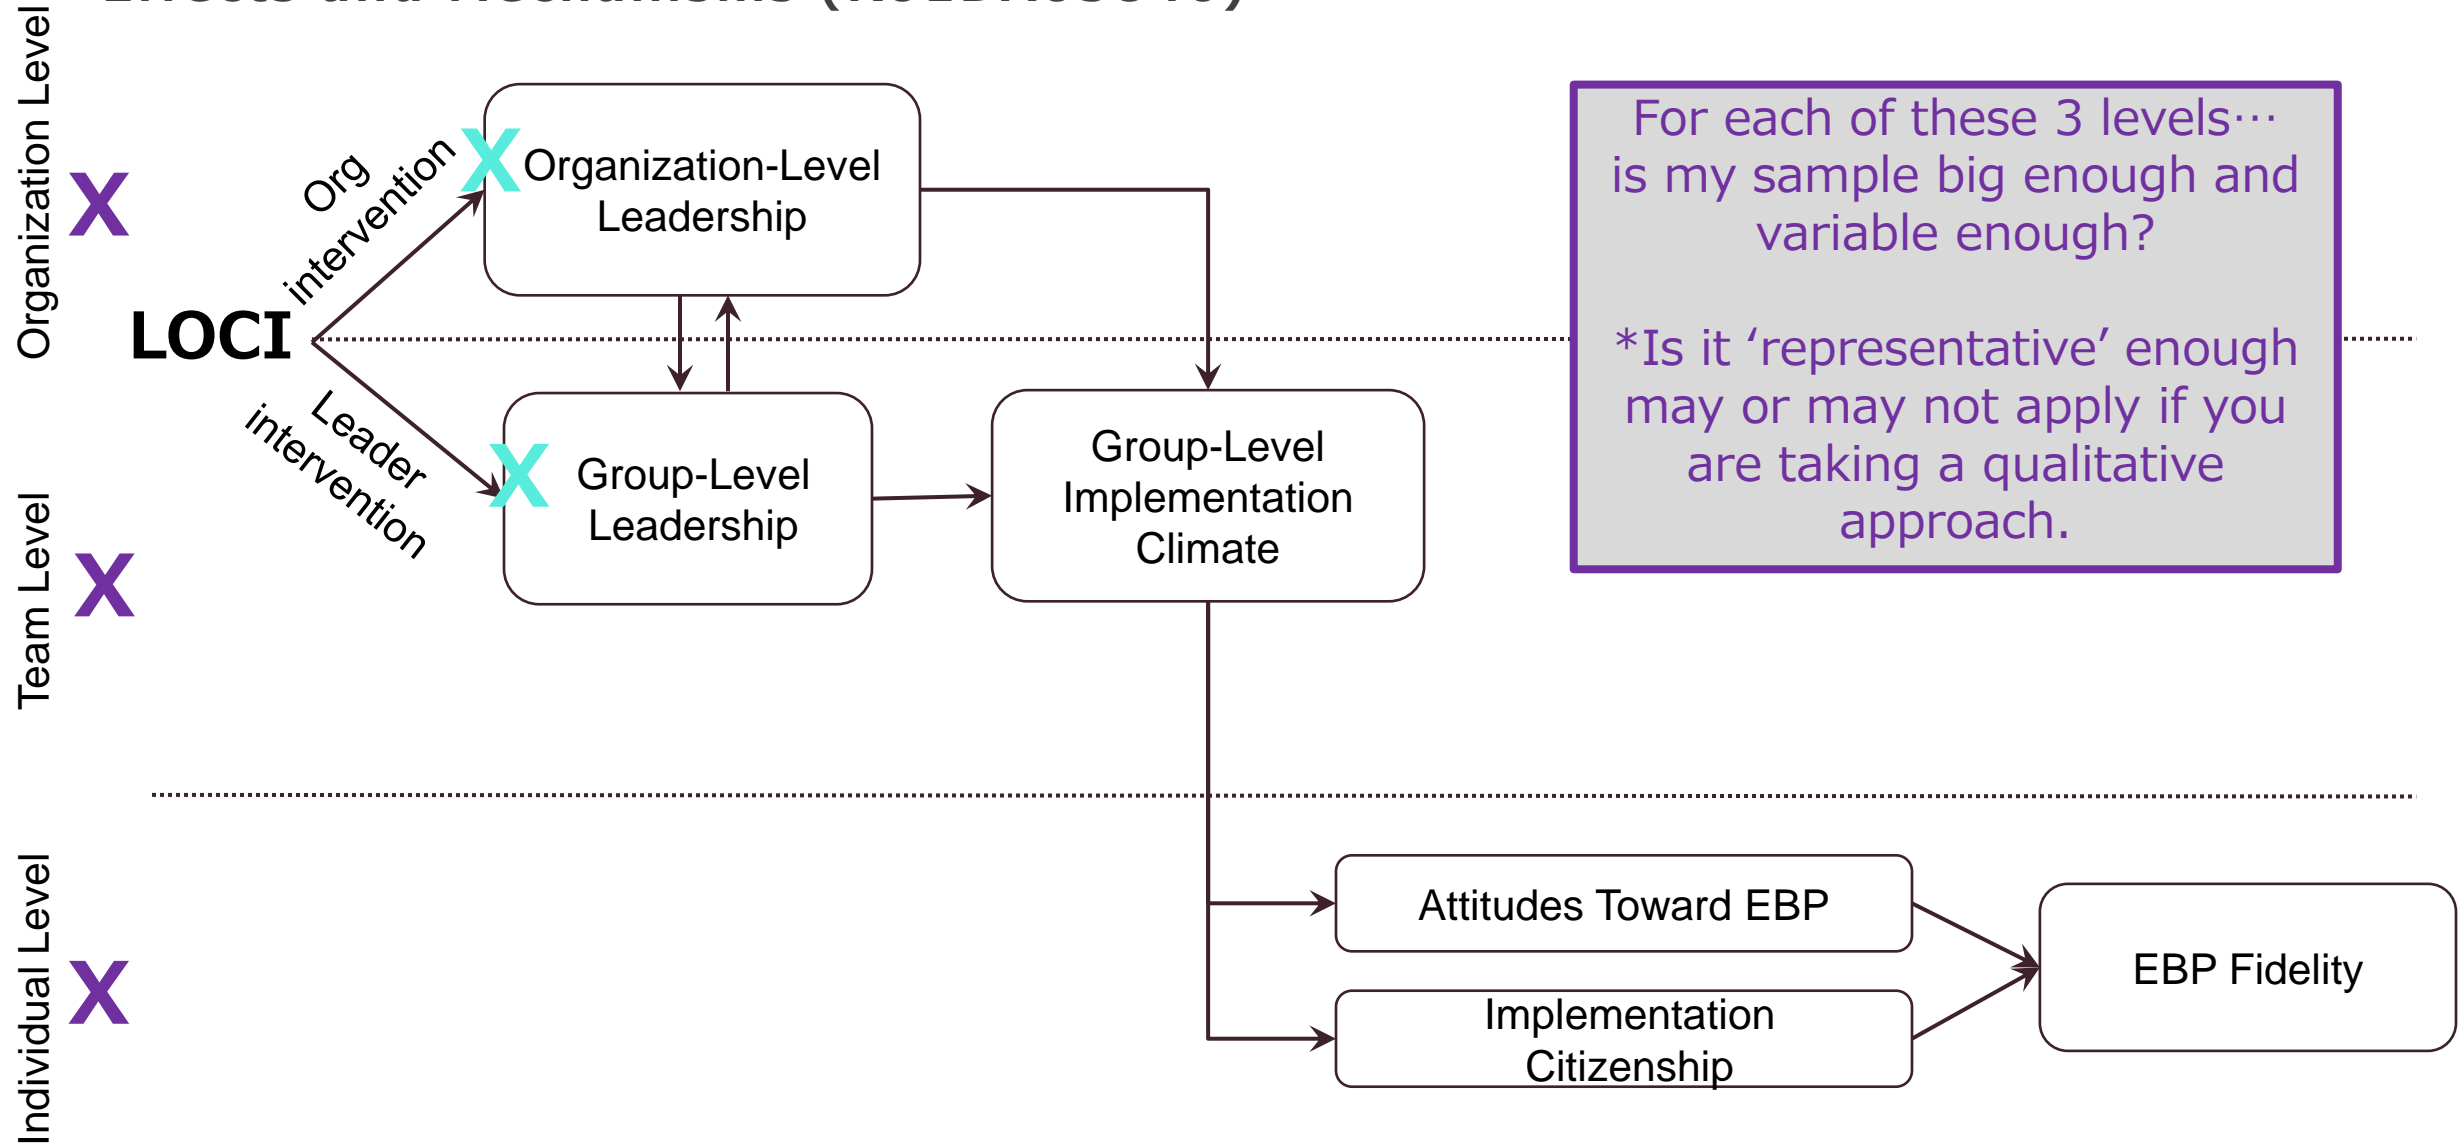 Organization Level
X
Org
intervention
X
Organization-Level
Leadership
LOCI
Leader
intervention
Team Level
X
X
Group-Level
Leadership
Group-Level
Implementation
Climate
For each of these 3 levels…
is my sample big enough and
variable enough?
*Is it ‘representative’ enough
may or may not apply if you
are taking a qualitative
approach.
Individual Level
X
Attitudes Toward EBP
Implementation
Citizenship
EBP Fidelity